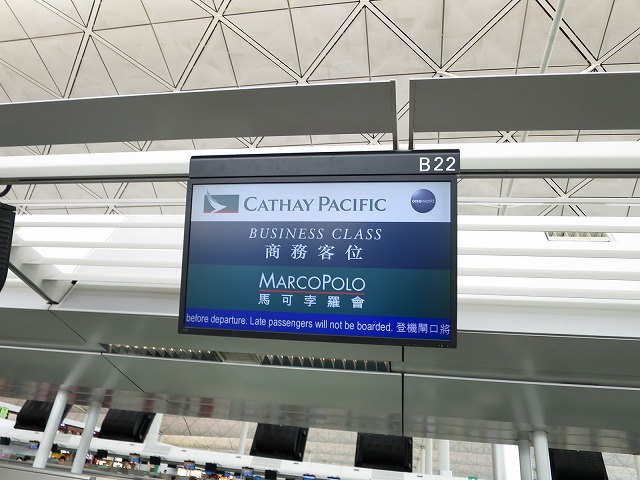 B22
CATHAY PACIFIC
oneworld
BUSINESS CLASS
商務客位
MARCOPOLO
馬可孛羅會
before departure. Late passengers will not be boarded. 登機閘口將